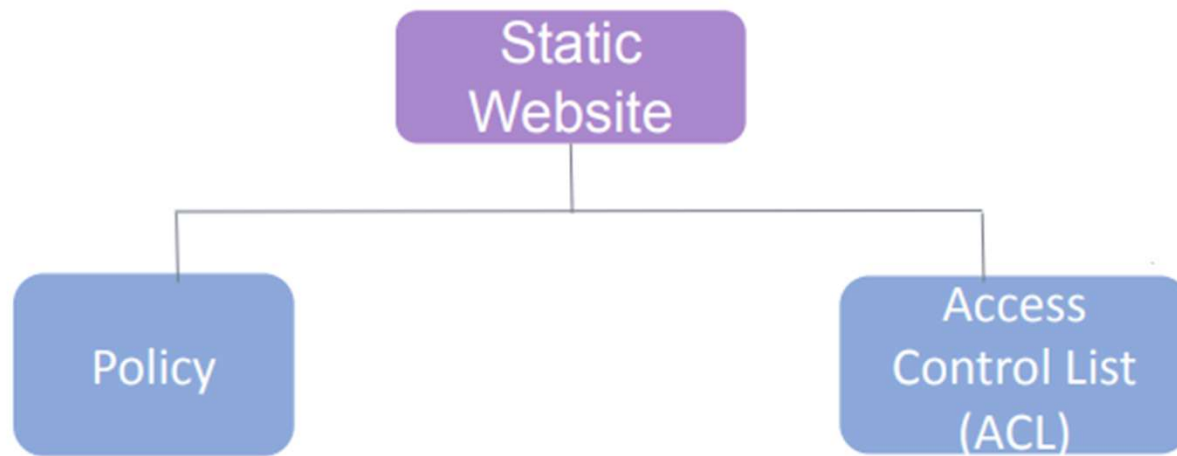 Static
Website
Policy
Access
Control List
(ACL)